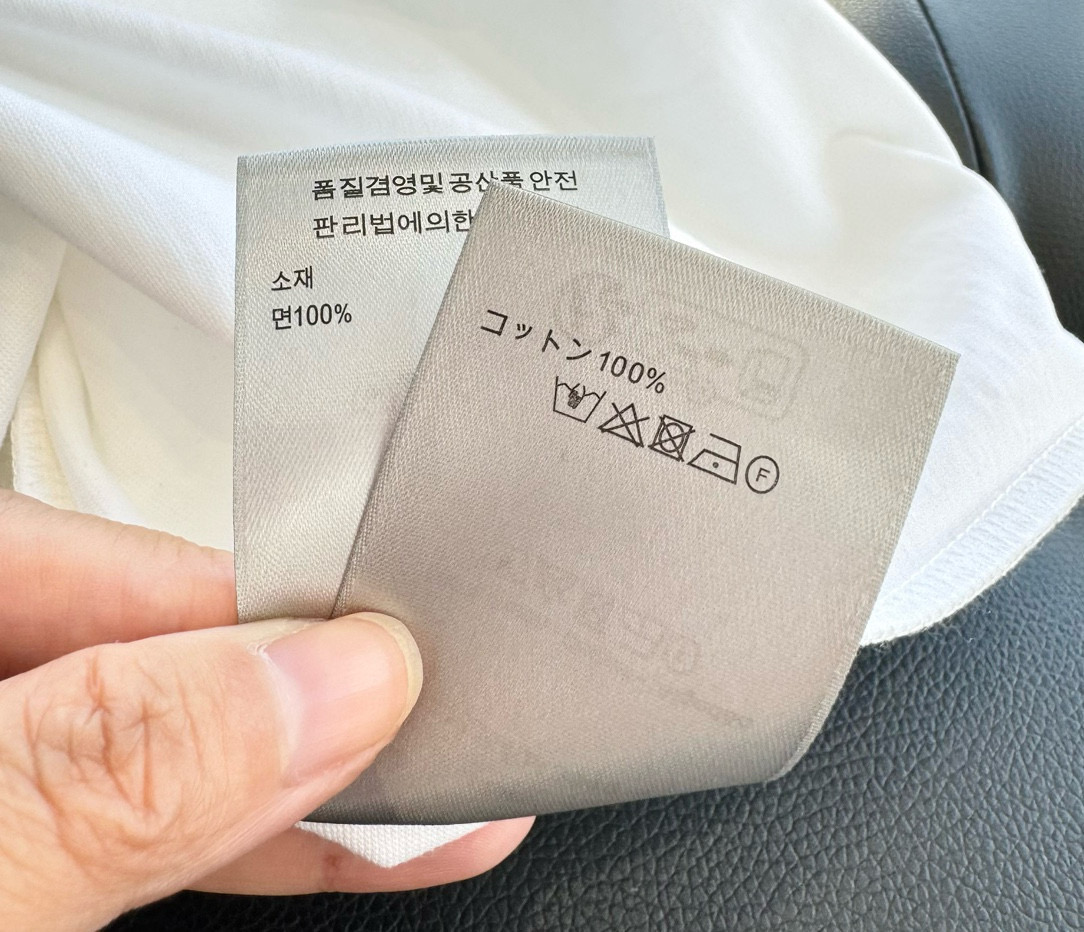 폼질겸영및 공산품 안전
판리법에의한
소재
면100%
コットン100%
F